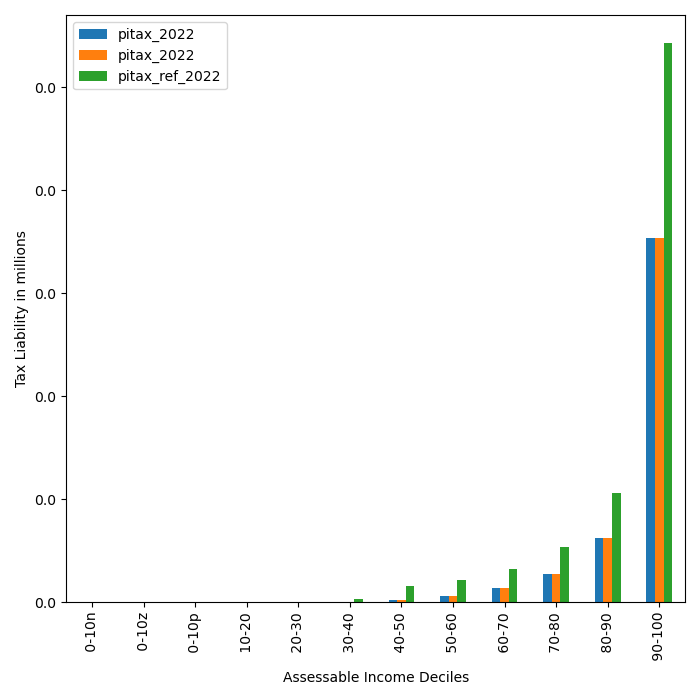 pitax_2022
pitax_2022
pitax_ref_2022
0.0
0.0
0.0
0.0
0.0
0.0
Tax Liability in millions
0-10n
0-10z
0-10p
10-20
20-30
30-40
40-50
50-60
60-70
70-80
80-90
90-100
Assessable Income Deciles